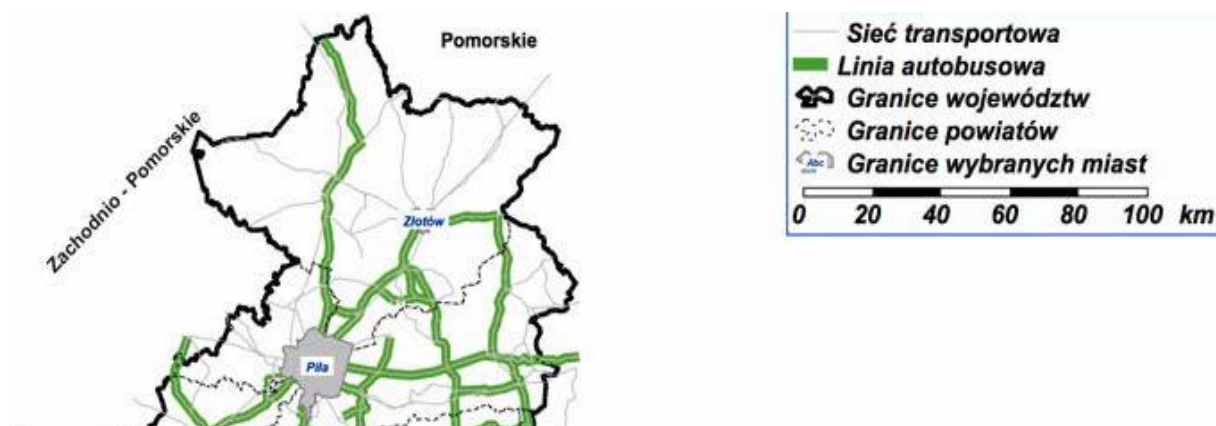 Pomorskie
Zachodnio - Pomorskie
Złotów
Piła
Sieć transportowa
Linia autobusowa
Granice województw
Granice powiatów
Abc
Granice wybranych miast
0 20 40 60 80 100 km